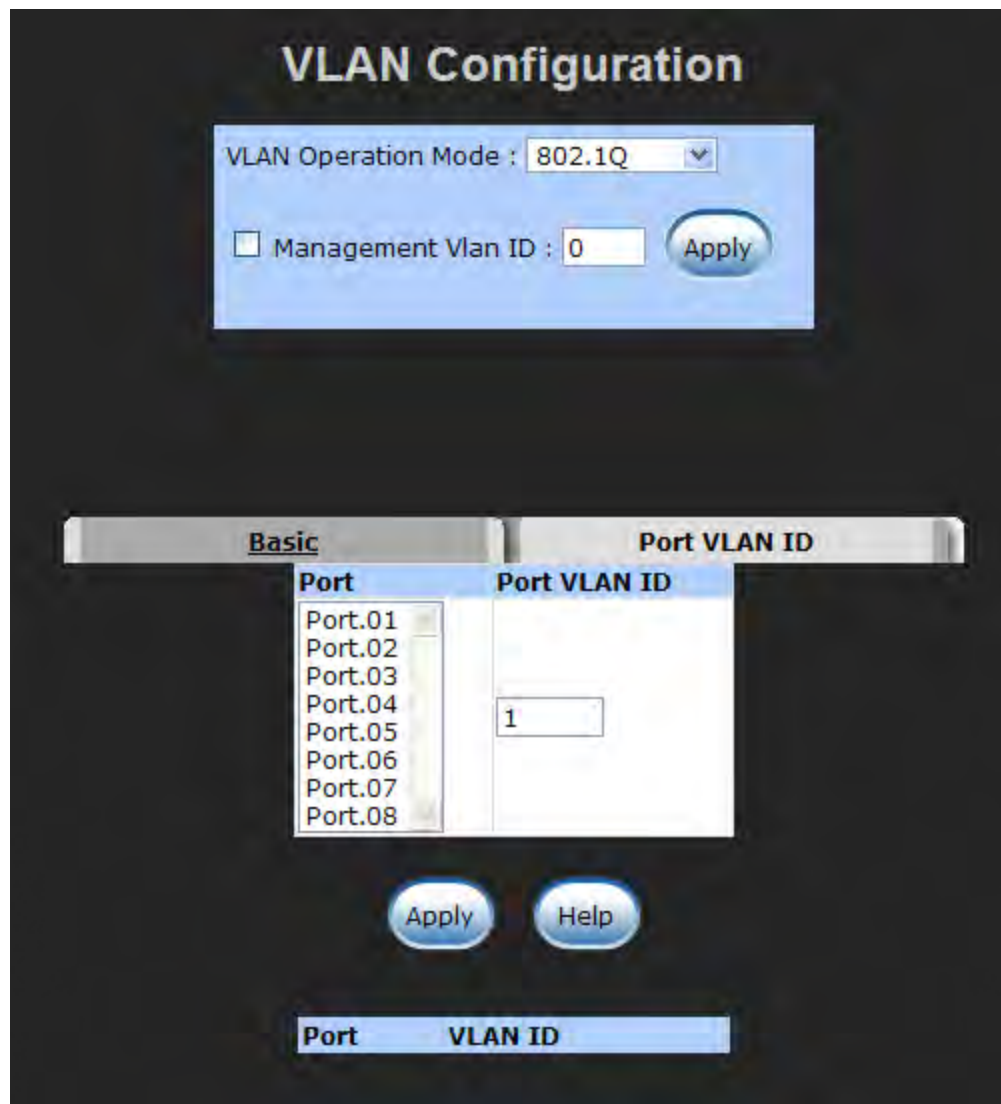 VLAN Configuration
VLAN Operation Mode : 802.1Q
Management Vlan ID : 0 Apply
Basic Port VLAN ID
Port Port VLAN ID
Port.01
Port.02
Port.03
Port.04
1
Port.05
Port.06
Port.07
Port.08
Apply Help
Port VLAN ID